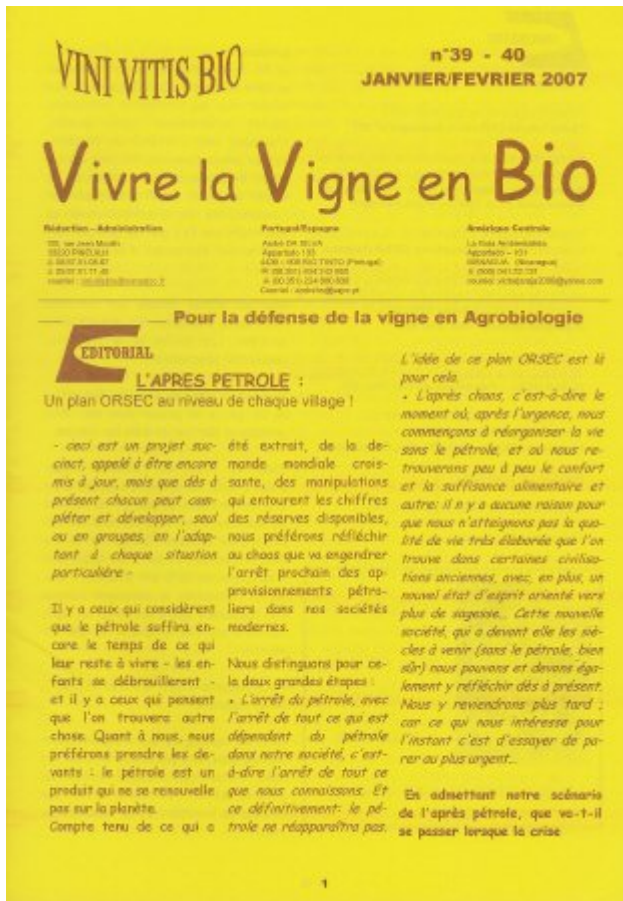 VINI VITIS BIO
n°39 - 40
JANVIER/FEVRIER 2007
Vivre la Vigne en Bio
Rédaction - Administration
Portugal/Espagne
André DA SILVA
Amérique Centrale
Pour la défense de la vigne en Agrobiologie
EDITORIAL
L'APRES PETROLE :
Un plan ORSEC au niveau de chaque village !
- ceci est un projet suc-
cinct, appelé à être encore
mis à jour, mais que dès à
présent chacun peut com-
pléter et développer, seul
ou en groupes, en l'adap-
tant à chaque situation
particulière -
Il y a ceux qui considèrent
que le pétrole suffira en-
core le temps de ce qui
leur reste à vivre - les en-
fants se débrouilleront -
et il y a ceux qui pensent
que l'on trouvera autre
chose. Quant à nous, nous
préférons prendre les de-
vants : le pétrole est un
produit qui ne se renouvelle
pas sur la planète.
Compte tenu de ce qui a
été extrait, de la de-
mande mondiale crois-
sante, des manipulations
qui entourent les chiffres
des réserves disponibles,
nous préférons réfléchir
au chaos que va engendrer
l'arrêt prochain des ap-
provisionnements pétro-
liers dans nos sociétés
modernes.
Nous distinguons pour ce-
la deux grandes étapes :
• L'arrêt du pétrole, avec
l'arrêt de tout ce qui est
dépendant du pétrole
dans notre société, c'est-
à-dire l'arrêt de tout ce
que nous connaissons. Et
ce définitivement: le pé-
trole ne réapparaîtra pas.
L'idée de ce plan ORSEC est là
pour cela.
• L'après chaos, c'est-à-dire le
moment où, après l'urgence, nous
commençons à réorganiser la vie
sans le pétrole, et où nous re-
trouverons peu à peu le confort
et la suffisance alimentaire et
autre: il n y a aucune raison pour
que nous n'atteignons pas la qua-
lité de vie très élaborée que l'on
trouve dans certaines civilisa-
tions anciennes, avec, en plus, un
nouvel état d'esprit orienté vers
plus de sagesse... Cette nouvelle
société, qui a devant elle les siè-
cles à venir (sans le pétrole, bien
sûr) nous pouvons et devons éga-
lement y réfléchir dès à présent.
Nous y reviendrons plus tard ;
car ce qui nous intéresse pour
l'instant c'est d'essayer de pa-
rer au plus urgent...
En admettant notre scénario
de l'après pétrole, que va-t-il
se passer lorsque la crise
1